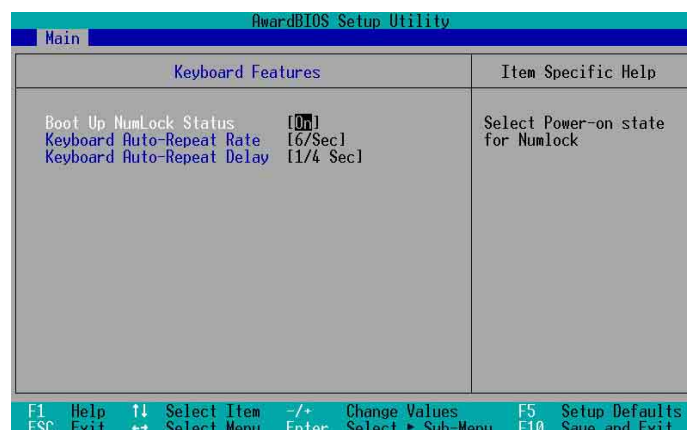 AwardBIOS Setup Utility
Main
Keyboard Features
Item Specific Help
Boot Up NumLock Status [On]
Keyboard Auto-Repeat Rate [6/Sec]
Keyboard Auto-Repeat Delay [1/4 Sec]
Select Power-on state
for Numlock
F1 Help ↑↓ Select Item -/+ Change Values F5 Setup Defaults
ESC Exit ←→ Select Menu Enter Select ► Sub-Menu F10 Save and Exit